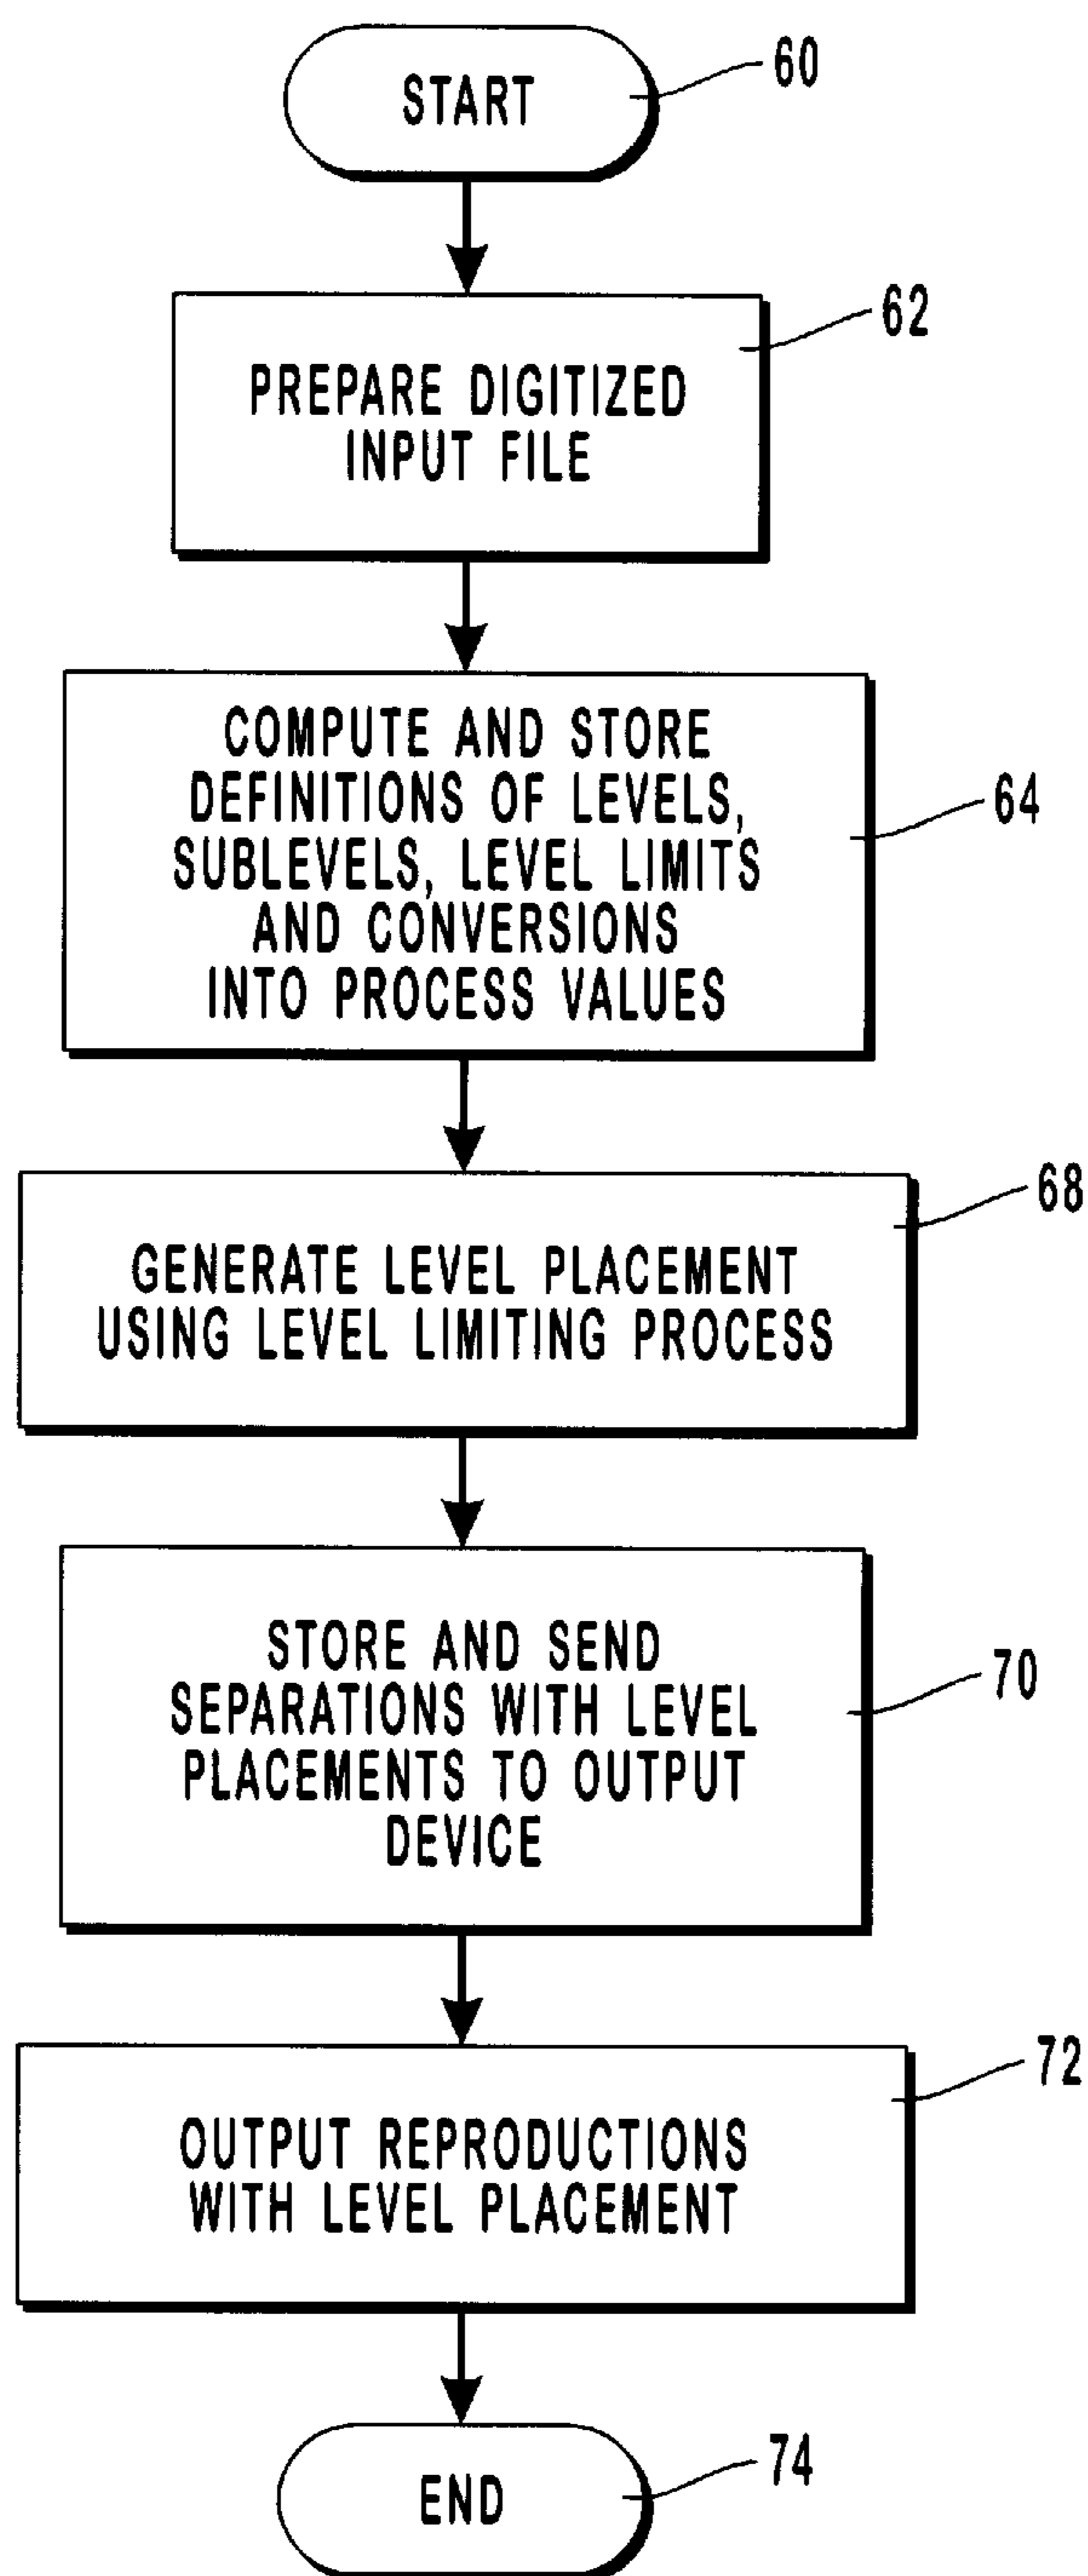 START
60
PREPARE DIGITIZED
INPUT FILE
62
COMPUTE AND STORE
DEFINITIONS OF LEVELS,
SUBLEVELS, LEVEL LIMITS
AND CONVERSIONS
INTO PROCESS VALUES
64
GENERATE LEVEL PLACEMENT
USING LEVEL LIMITING PROCESS
68
STORE AND SEND
SEPARATIONS WITH LEVEL
PLACEMENTS TO OUTPUT
DEVICE
70
OUTPUT REPRODUCTIONS
WITH LEVEL PLACEMENT
72
END
74